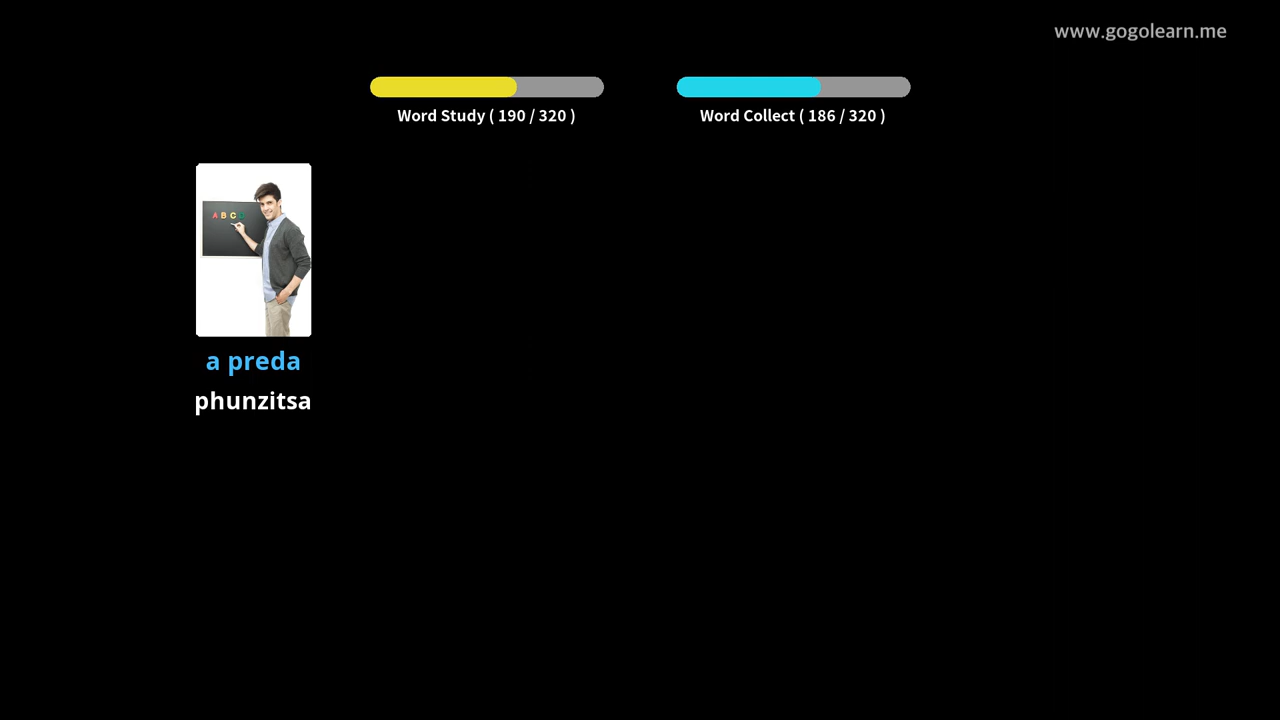 www.gogolearn.me
Word Study ( 190 / 320 )
Word Collect ( 186 / 320 )
A B C D
a preda
phunzitsa